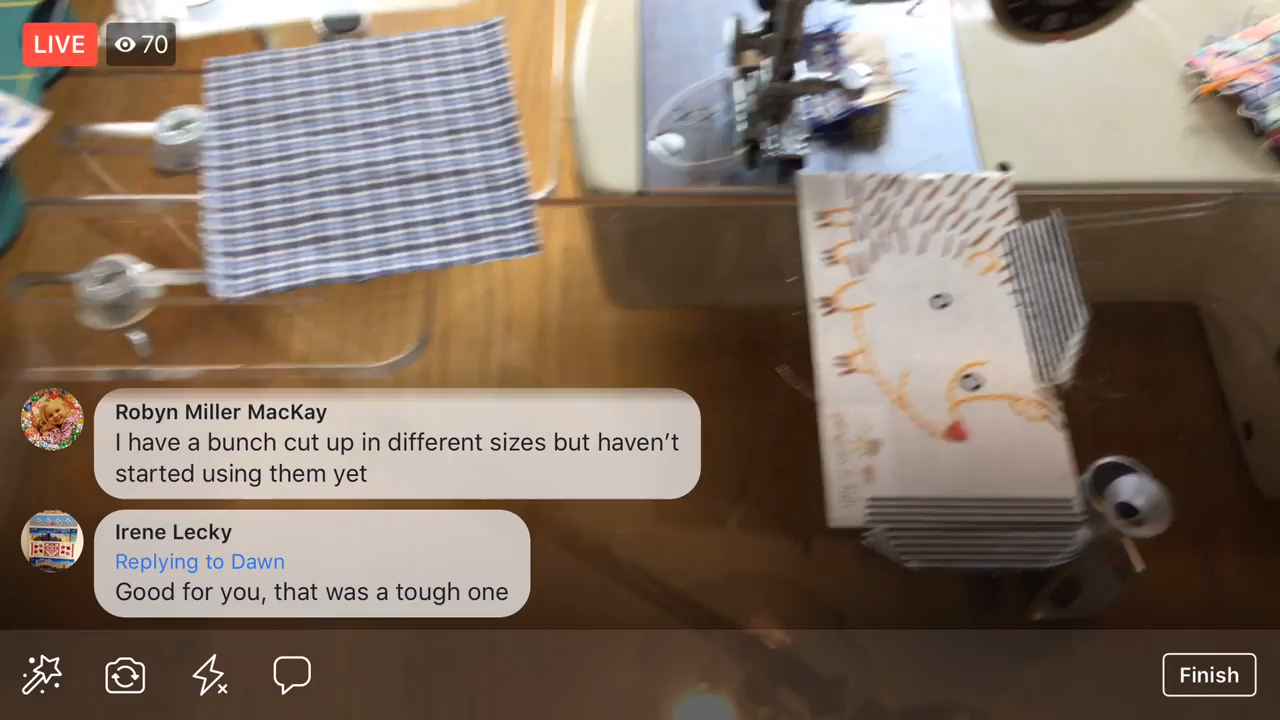 LIVE
70
Robyn Miller MacKay
I have a bunch cut up in different sizes but haven’t
started using them yet
Irene Lecky
Replying to Dawn
Good for you, that was a tough one
Finish